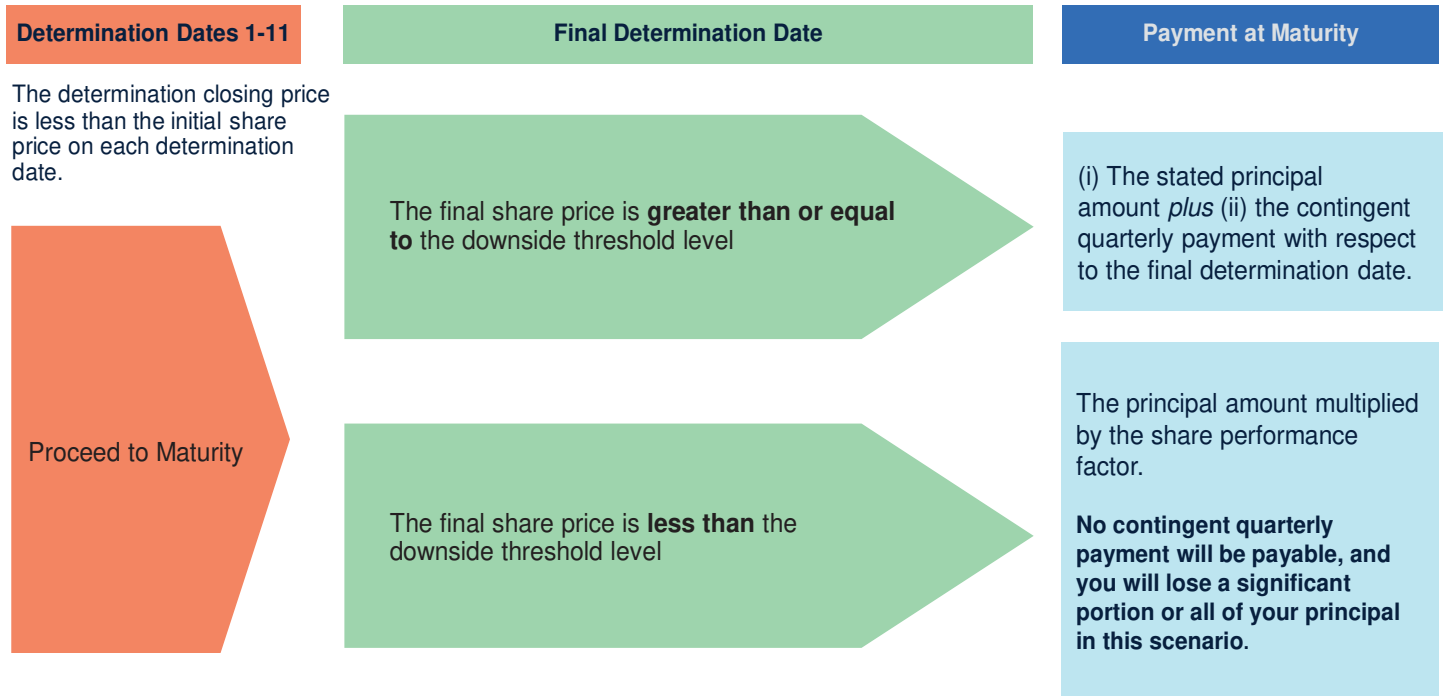 Determination Dates 1-11
Final Determination Date
Payment at Maturity
The determination closing price
is less than the initial share
price on each determination
date.
Proceed to Maturity
The final share price is greater than or equal
to the downside threshold level
(i) The stated principal
amount plus (ii) the contingent
quarterly payment with respect
to the final determination date.
The final share price is less than the
downside threshold level
The principal amount multiplied
by the share performance
factor.
No contingent quarterly
payment will be payable, and
you will lose a significant
portion or all of your principal
in this scenario.